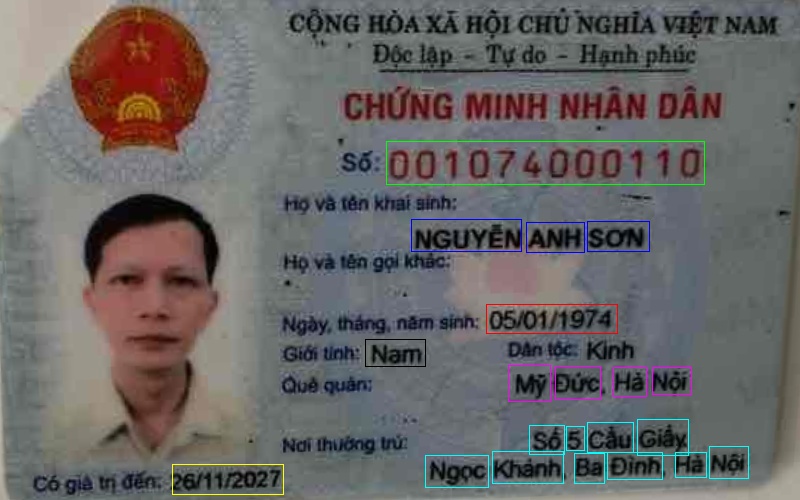 CỘNG HÒA XÃ HỘI CHỦ NGHĨA VIỆT NAM
Độc lập - Tự do - Hạnh phúc
CHỨNG MINH NHÂN DÂN
Số: 001074000110
Họ và tên khai sinh:
NGUYỄN ANH SƠN
Họ và tên gọi khác:
Ngày, tháng, năm sinh: 05/01/1974
Giới tính: Nam Dân tộc: Kinh
Quê quán: Mỹ Đức, Hà Nội
Nơi thường trú: Số 5 Cầu Giấy,
Ngọc Khánh, Ba Đình, Hà Nội
Có giá trị đến: 26/11/2027